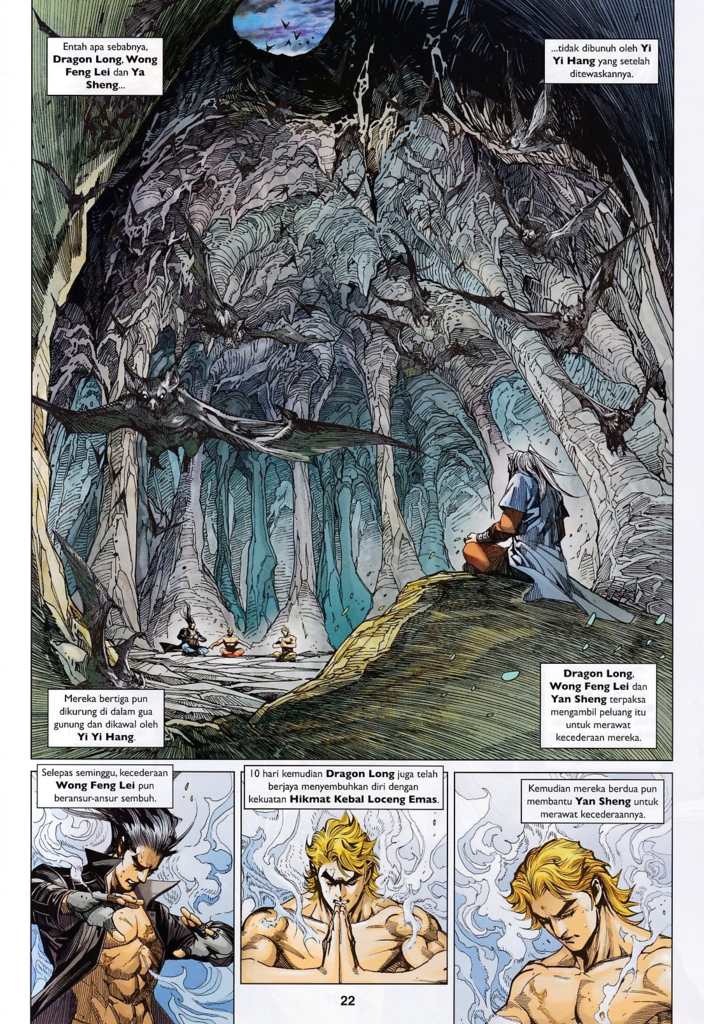 Entah apa sebabnya,
Dragon Long, Wong
Feng Lei dan Ya
Sheng...
...tidak dibunuh oleh Yi
Yi Hang yang setelah
ditewaskannya.
Mereka bertiga pun
dikurung di dalam gua
gunung dan dikawal oleh
Yi Yi Hang.
Dragon Long,
Wong Feng Lei dan
Yan Sheng terpaksa
mengambil peluang itu
untuk merawat
kecederaan mereka.
Selepas seminggu, kecederaan
Wong Feng Lei pun
beransur-ansur sembuh.
10 hari kemudian Dragon Long juga telah
berjaya menyembuhkan diri dengan
kekuatan Hikmat Kebal Loceng Emas.
Kemudian mereka berdua pun
membantu Yan Sheng untuk
merawat kecederaannya.
22